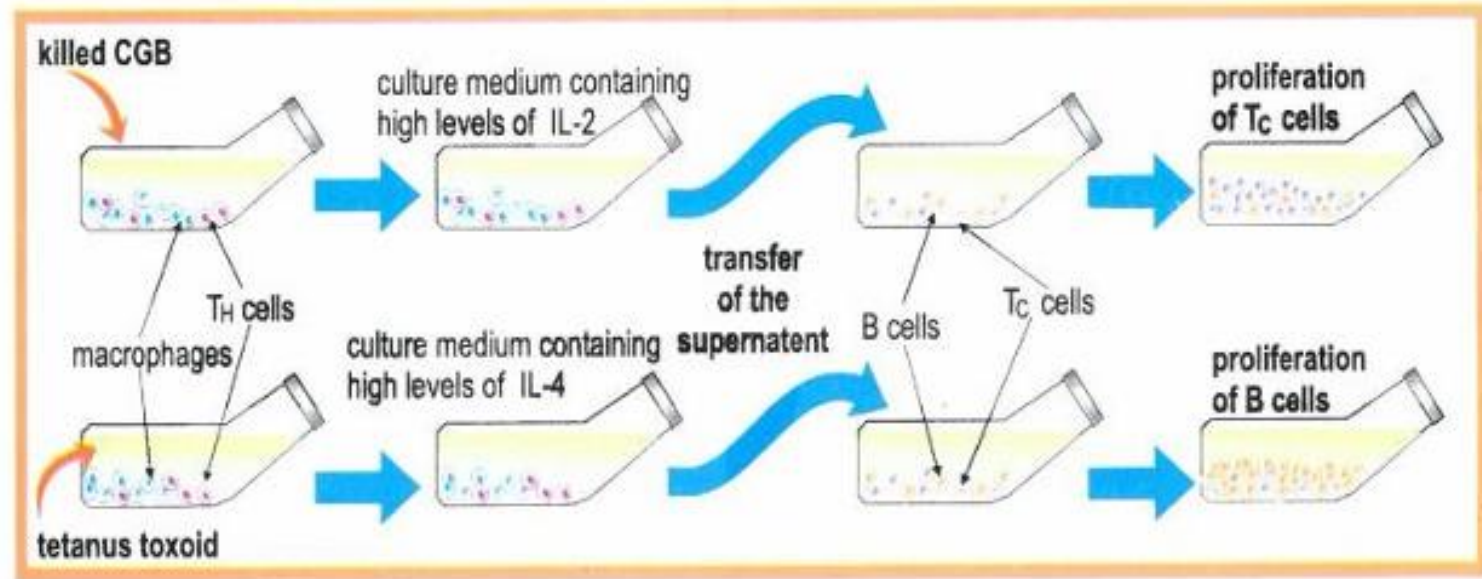 killed CGB
culture medium containing
high levels of IL-2
proliferation
of TC cells
macrophages
TH cells
transfer
of the
supernatent
B cells
TC cells
culture medium containing
high levels of IL-4
proliferation
of B cells
tetanus toxoid